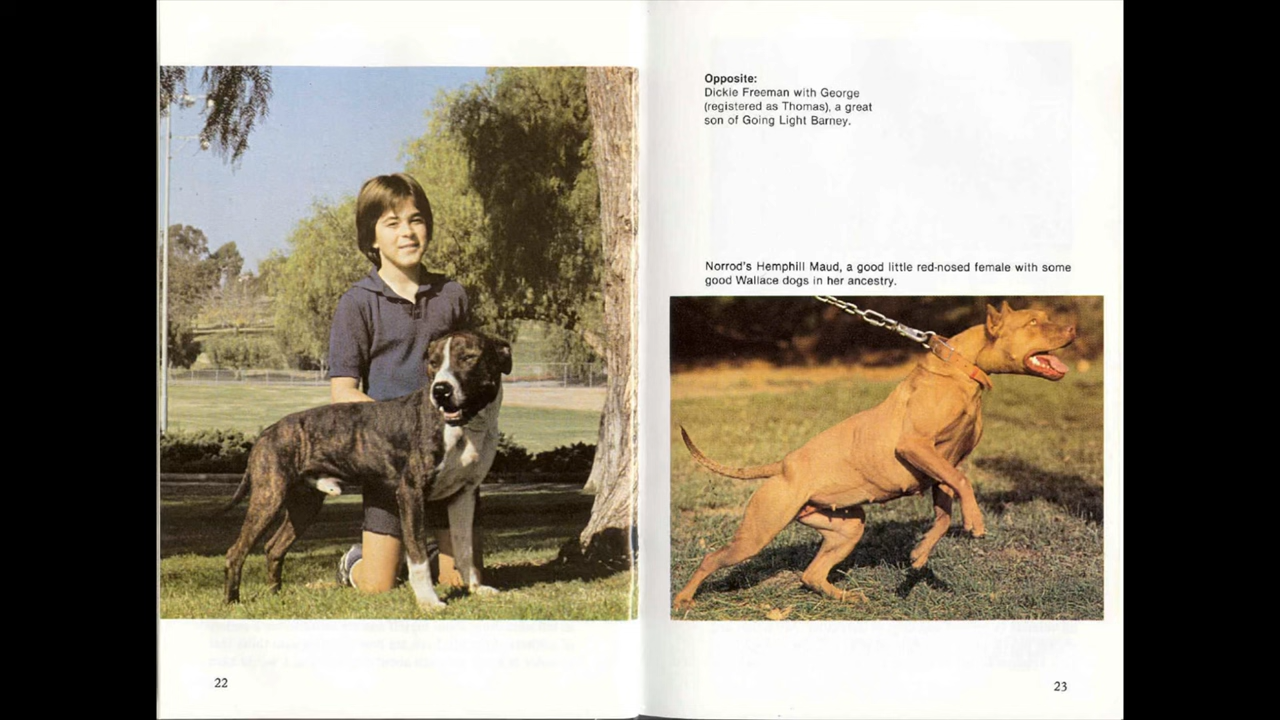 Opposite:
Dickie Freeman with George
(registered as Thomas), a great
son of Going Light Barney.
Norrod's Hemphill Maud, a good little red-nosed female with some
good Wallace dogs in her ancestry.
22
23